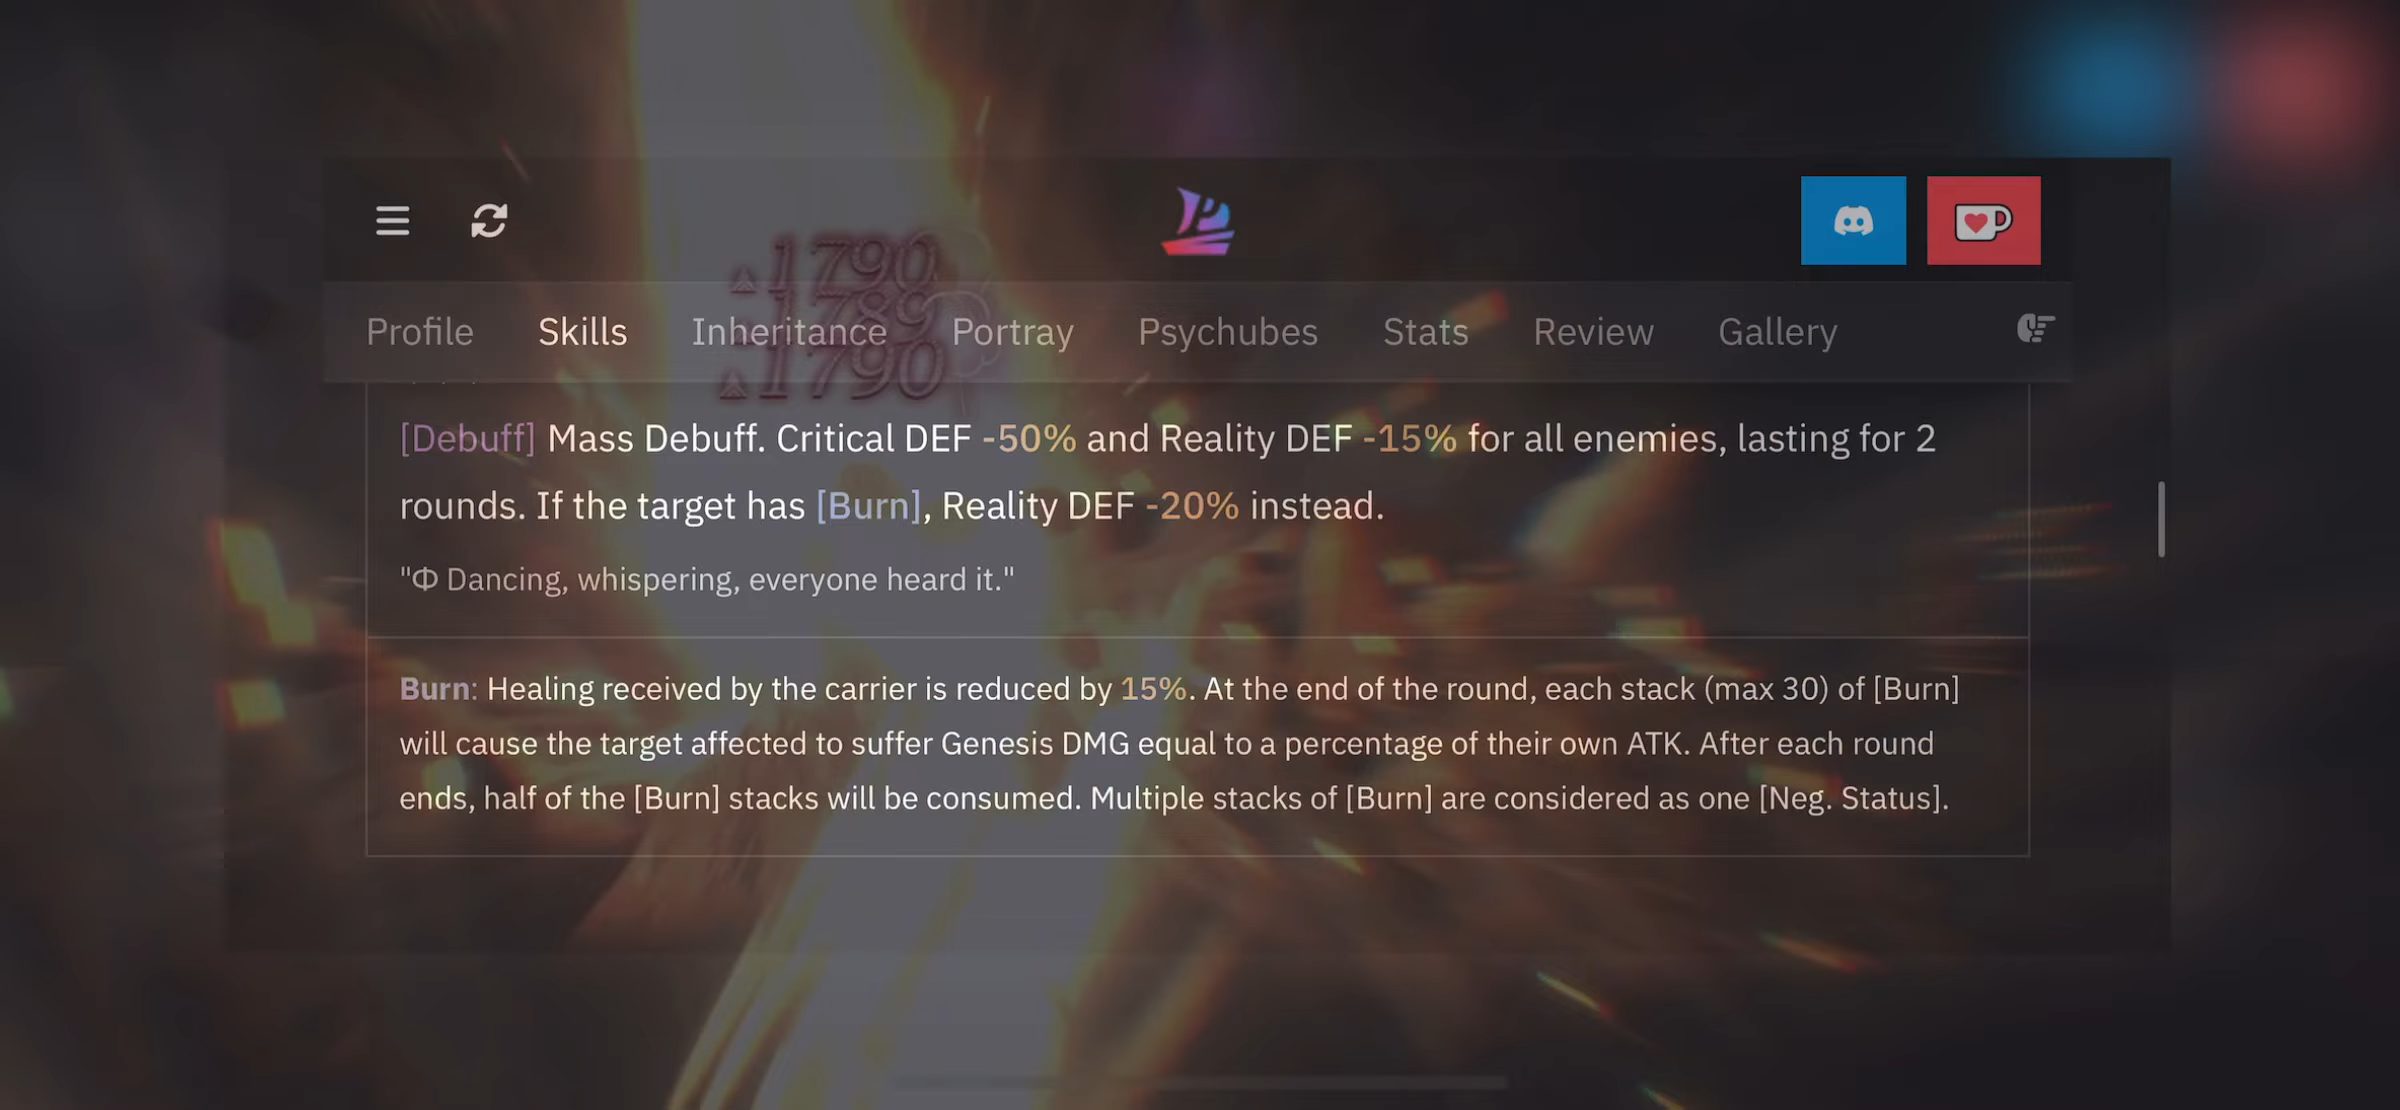 1790
1789
1790
Profile Skills Inheritance Portray Psychubes Stats Review Gallery
[Debuff] Mass Debuff. Critical DEF -50% and Reality DEF -15% for all enemies, lasting for 2
rounds. If the target has [Burn], Reality DEF -20% instead.
"Φ Dancing, whispering, everyone heard it."
Burn: Healing received by the carrier is reduced by 15%. At the end of the round, each stack (max 30) of [Burn]
will cause the target affected to suffer Genesis DMG equal to a percentage of their own ATK. After each round
ends, half of the [Burn] stacks will be consumed. Multiple stacks of [Burn] are considered as one [Neg. Status].